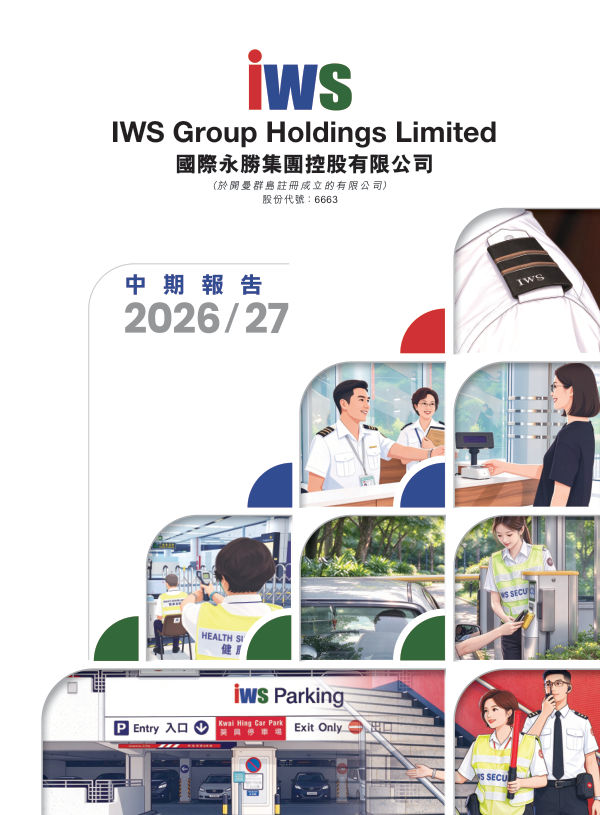 iws
IWS Group Holdings Limited
國際永勝集團控股有限公司
(於開曼群島註冊成立的有限公司)
股份代號：6663
中期報告
2026/27
IWS
HEALTH SU
健
WS SECU
iws Parking
P Entry 入口
Kwai Hing Car Park
葵興停車場
Exit Only 出口
WS SECU